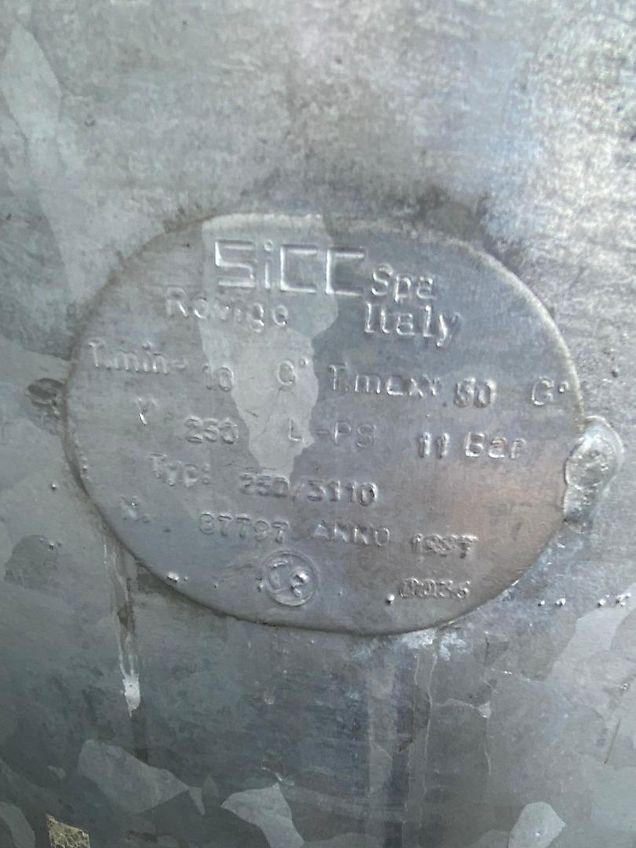 SiCC Spa
Rovigo Italy
T.min- 10 C° T.max+ 50 C°
V 250 L-PS 11 Bar
Typ: 250/3110
N. 87797 ANNO 1997
CE 0036